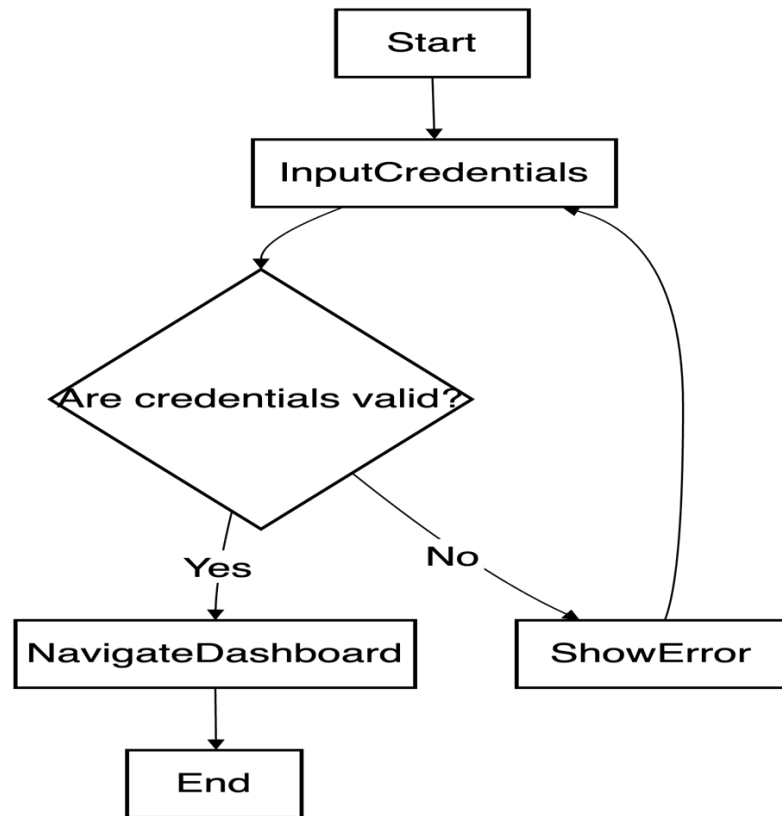 Start
InputCredentials
Are credentials valid?
Yes
No
NavigateDashboard
ShowError
End